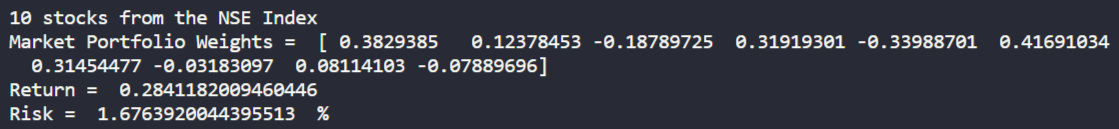 10 stocks from the NSE Index
Market Portfolio Weights =  [ 0.3829385   0.12378453 -0.18789725  0.31919301 -0.33988701  0.41691034
  0.31454477 -0.03183097  0.08114103 -0.07889696]
Return =  0.2841182009460446
Risk =  1.6763920044395513  %